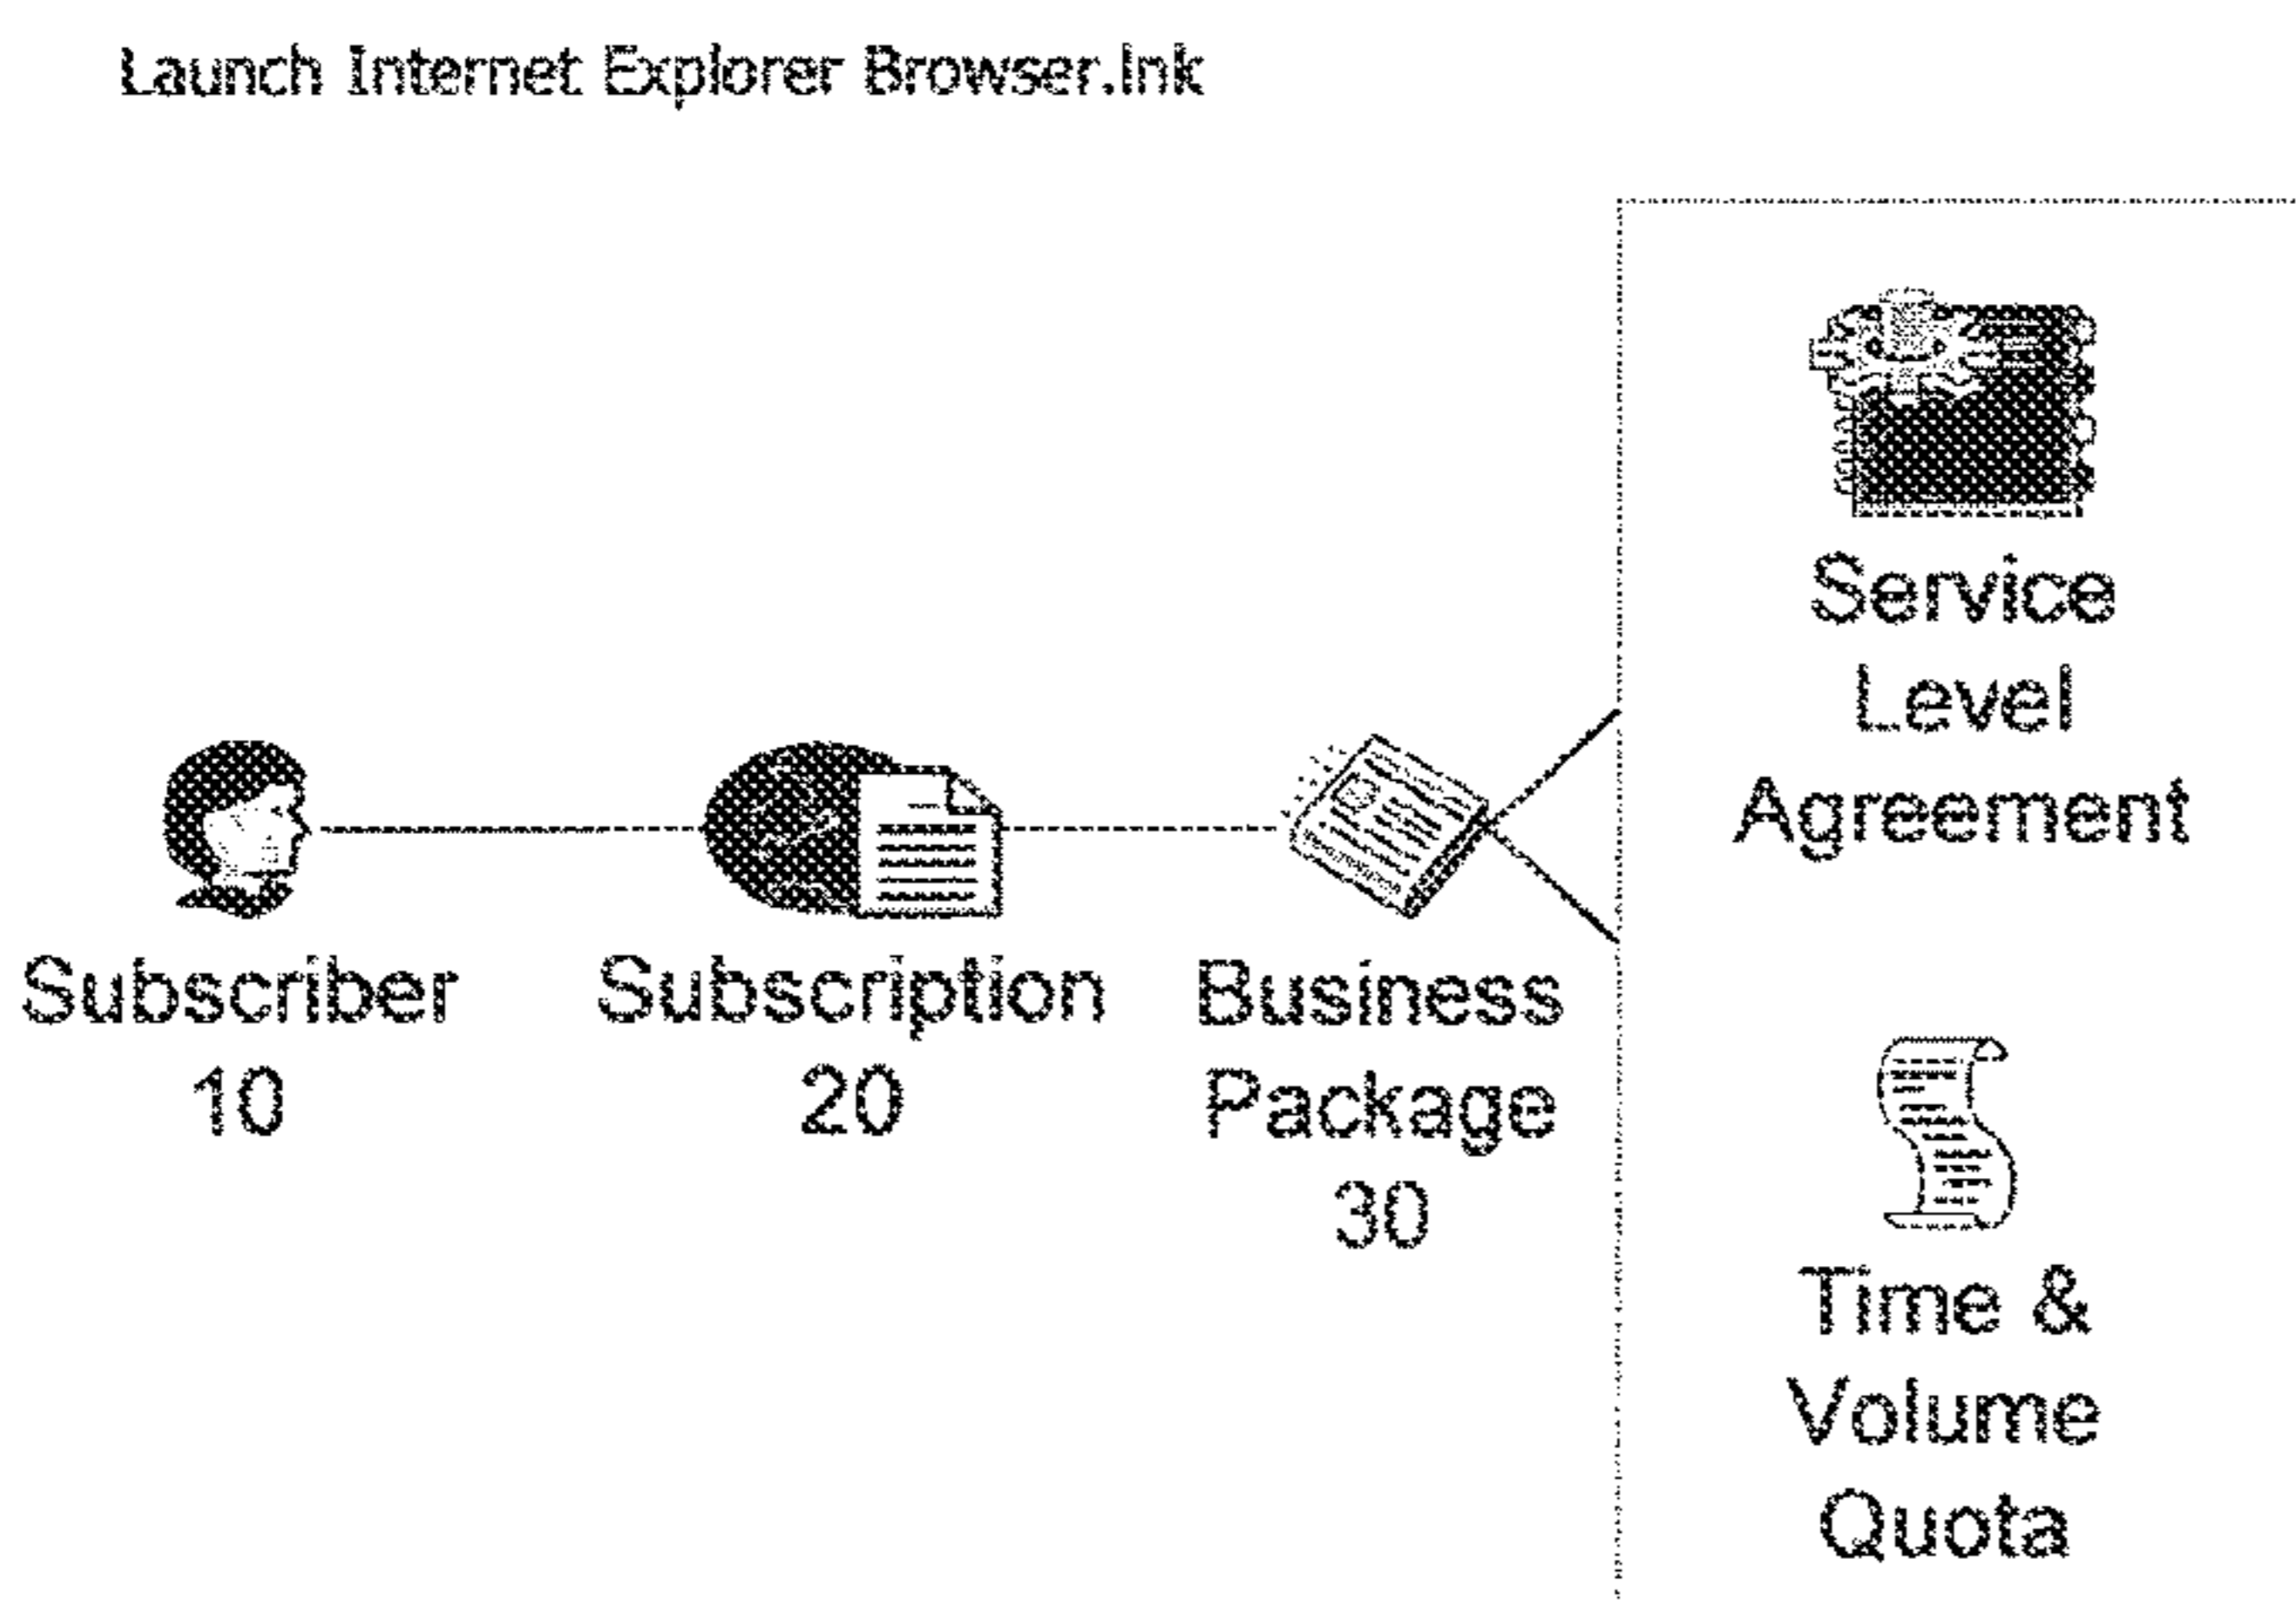 Launch Internet Explorer Browser.lnk
Service
Level
Agreement
Subscriber
10
Subscription
20
Business
Package
30
Time &
Volume
Quota